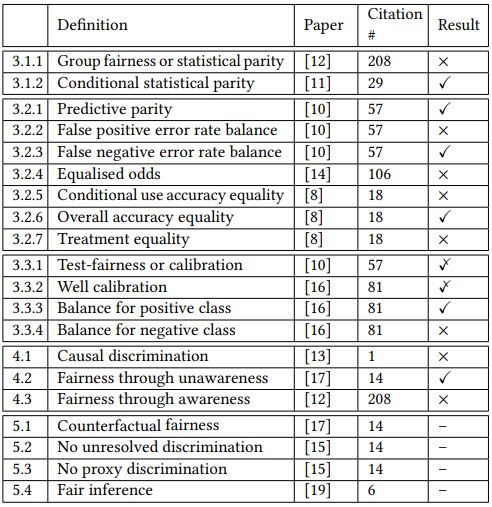 Definition Paper Citation # Result
3.1.1 Group fairness or statistical parity [12] 208 ×
3.1.2 Conditional statistical parity [11] 29 ✓
3.2.1 Predictive parity [10] 57 ✓
3.2.2 False positive error rate balance [10] 57 ×
3.2.3 False negative error rate balance [10] 57 ✓
3.2.4 Equalised odds [14] 106 ×
3.2.5 Conditional use accuracy equality [8] 18 ×
3.2.6 Overall accuracy equality [8] 18 ✓
3.2.7 Treatment equality [8] 18 ×
3.3.1 Test-fairness or calibration [10] 57 ✓̗
3.3.2 Well calibration [16] 81 ✓̗
3.3.3 Balance for positive class [16] 81 ✓
3.3.4 Balance for negative class [16] 81 ×
4.1 Causal discrimination [13] 1 ×
4.2 Fairness through unawareness [17] 14 ✓
4.3 Fairness through awareness [12] 208 ×
5.1 Counterfactual fairness [17] 14 –
5.2 No unresolved discrimination [15] 14 –
5.3 No proxy discrimination [15] 14 –
5.4 Fair inference [19] 6 –